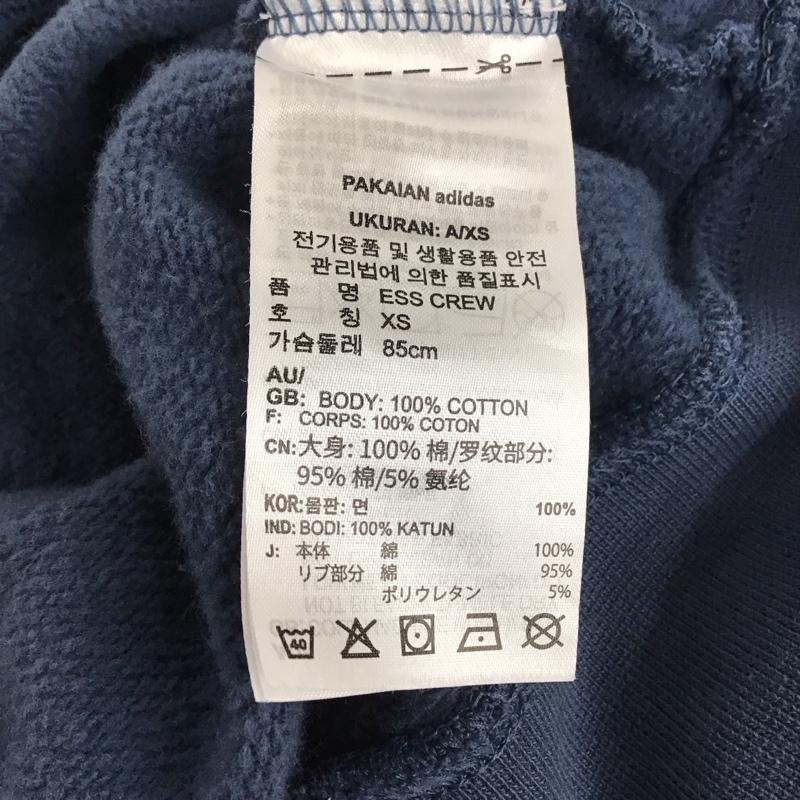 PAKAIAN adidas
UKURAN: A/XS
전기용품 및 생활용품 안전
관리법에 의한 품질표시
품 명 ESS CREW
호 칭 XS
가슴둘레 85cm
AU/
GB: BODY: 100% COTTON
F: CORPS: 100% COTON
CN:大身: 100% 棉/罗纹部分:
95% 棉/5% 氨纶
KOR:몸판: 면 100%
IND: BODI: 100% KATUN
J: 本体 綿 100%
リブ部分 綿 95%
ポリウレタン 5%
40